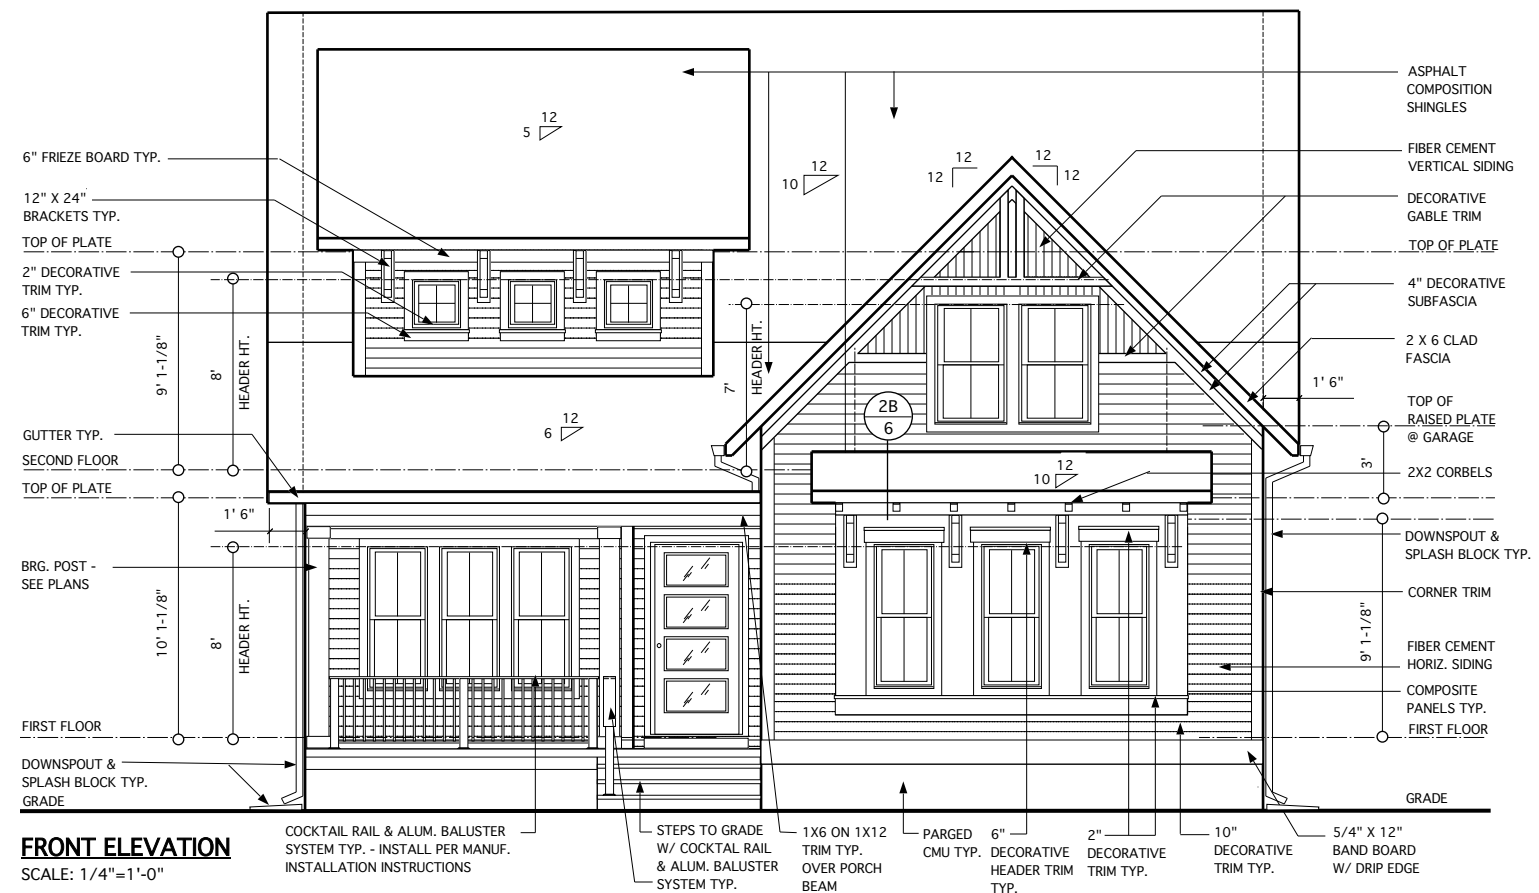 6" FRIEZE BOARD TYP.
12" X 24"
BRACKETS TYP.
TOP OF PLATE
2" DECORATIVE
TRIM TYP.
6" DECORATIVE
TRIM TYP.
9' 1-1/8"
8'
HEADER HT.
GUTTER TYP.
SECOND FLOOR
TOP OF PLATE
1' 6"
BRG. POST -
SEE PLANS
10' 1-1/8"
8'
HEADER HT.
FIRST FLOOR
DOWNSPOUT &
SPLASH BLOCK TYP.
GRADE
12
5
12
10
12
6
12
12
12
12
7'
HEADER HT.
2B
6
12
10
ASPHALT
COMPOSITION
SHINGLES
FIBER CEMENT
VERTICAL SIDING
DECORATIVE
GABLE TRIM
TOP OF PLATE
4" DECORATIVE
SUBFASCIA
2 X 6 CLAD
FASCIA
1' 6"
TOP OF
RAISED PLATE
@ GARAGE
3'
2X2 CORBELS
DOWNSPOUT &
SPLASH BLOCK TYP.
CORNER TRIM
9' 1-1/8"
FIBER CEMENT
HORIZ. SIDING
COMPOSITE
PANELS TYP.
FIRST FLOOR
GRADE
FRONT ELEVATION
SCALE: 1/4"=1'-0"
COCKTAIL RAIL & ALUM. BALUSTER
SYSTEM TYP. - INSTALL PER MANUF.
INSTALLATION INSTRUCTIONS
STEPS TO GRADE
W/ COCKTAL RAIL
& ALUM. BALUSTER
SYSTEM TYP.
1X6 ON 1X12
TRIM TYP.
OVER PORCH
BEAM
PARGED
CMU TYP.
6"
DECORATIVE
HEADER TRIM
TYP.
2"
DECORATIVE
TRIM TYP.
10"
DECORATIVE
TRIM TYP.
5/4" X 12"
BAND BOARD
W/ DRIP EDGE